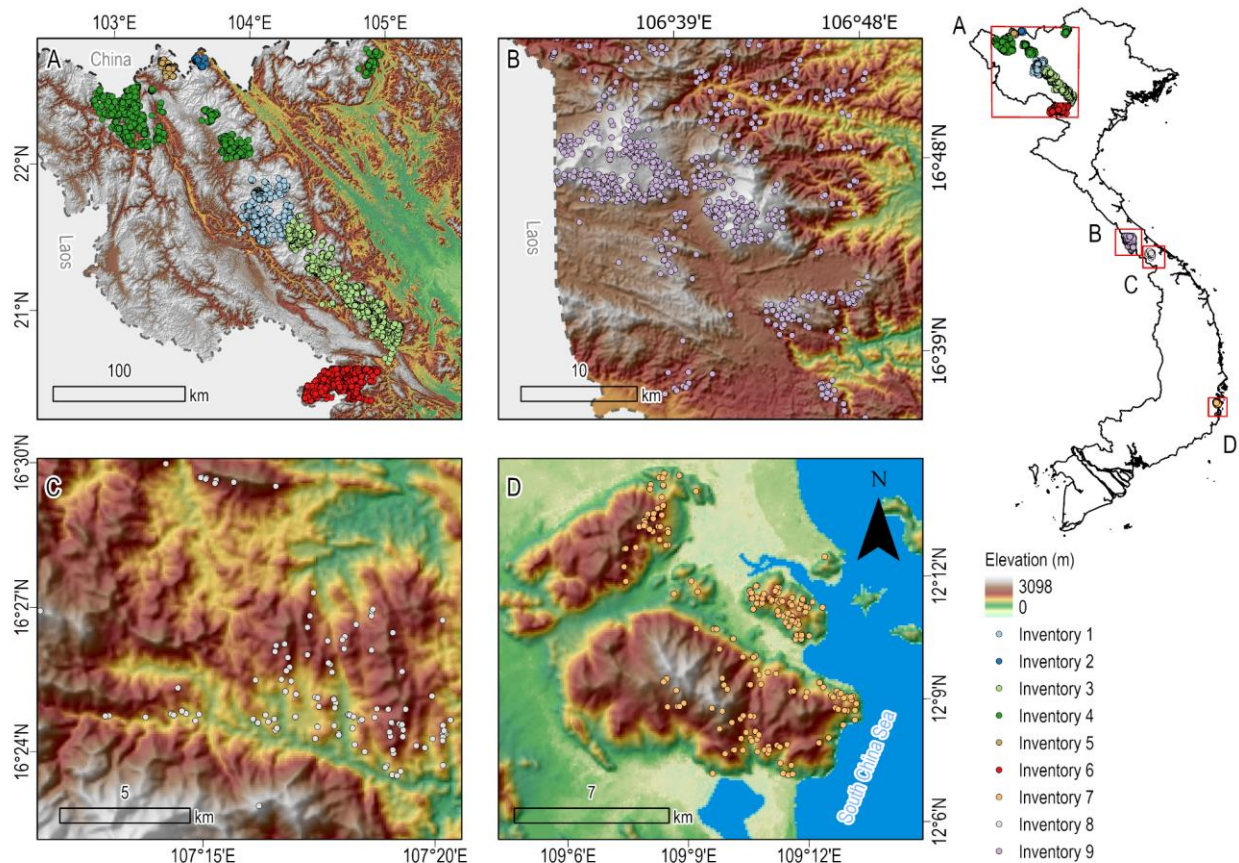 103°E
104°E
105°E
A
China
Laos
22°N
21°N
100
km
106°39'E
106°48'E
B
16°48'N
16°39'N
10
km
A
B
C
D
16°30'N
16°27'N
16°24'N
C
5
km
107°15'E
107°20'E
D
N
South China Sea
12°12'N
12°9'N
12°6'N
7
km
109°6'E
109°9'E
109°12'E
Elevation (m)
3098
0
Inventory 1
Inventory 2
Inventory 3
Inventory 4
Inventory 5
Inventory 6
Inventory 7
Inventory 8
Inventory 9